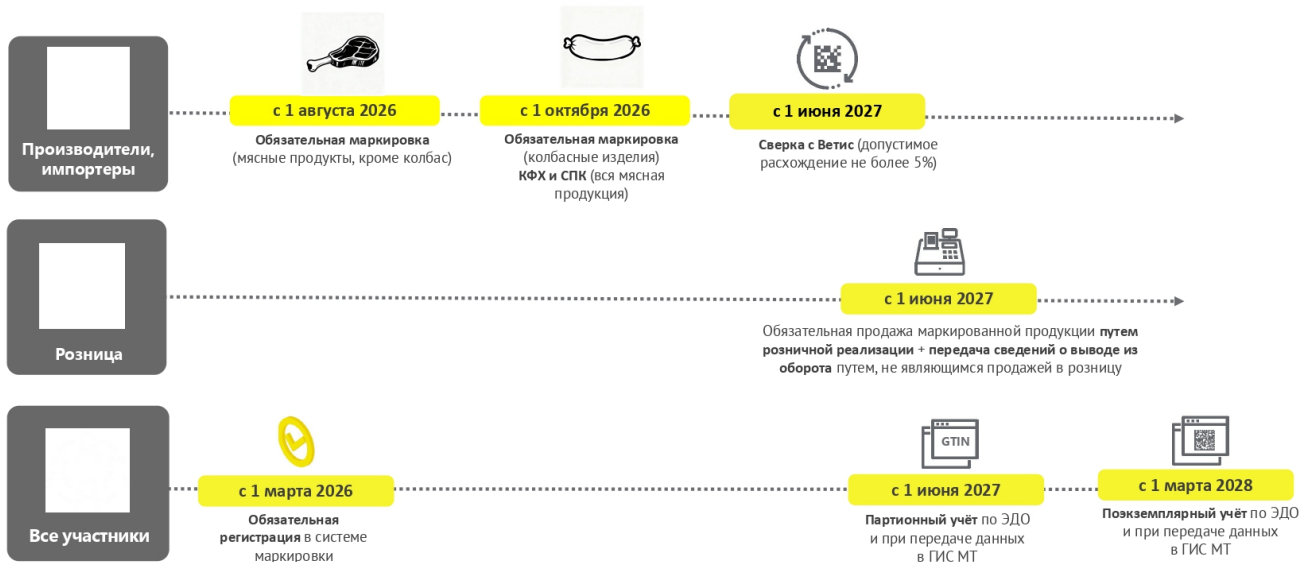 Производители,
импортеры
с 1 августа 2026
Обязательная маркировка
(мясные продукты, кроме колбас)
с 1 октября 2026
Обязательная маркировка
(колбасные изделия)
КФХ и СПК (вся мясная
продукция)
с 1 июня 2027
Сверка с Ветис (допустимое
расхождение не более 5%)
Розница
с 1 июня 2027
Обязательная продажа маркированной продукции путем
розничной реализации + передача сведений о выводе из
оборота путем, не являющимся продажей в розницу
Все участники
с 1 марта 2026
Обязательная
регистрация в системе
маркировки
GTIN
с 1 июня 2027
Партионный учёт по ЭДО
и при передаче данных
в ГИС МТ
с 1 марта 2028
Поэкземплярный учёт по ЭДО
и при передаче данных
в ГИС МТ